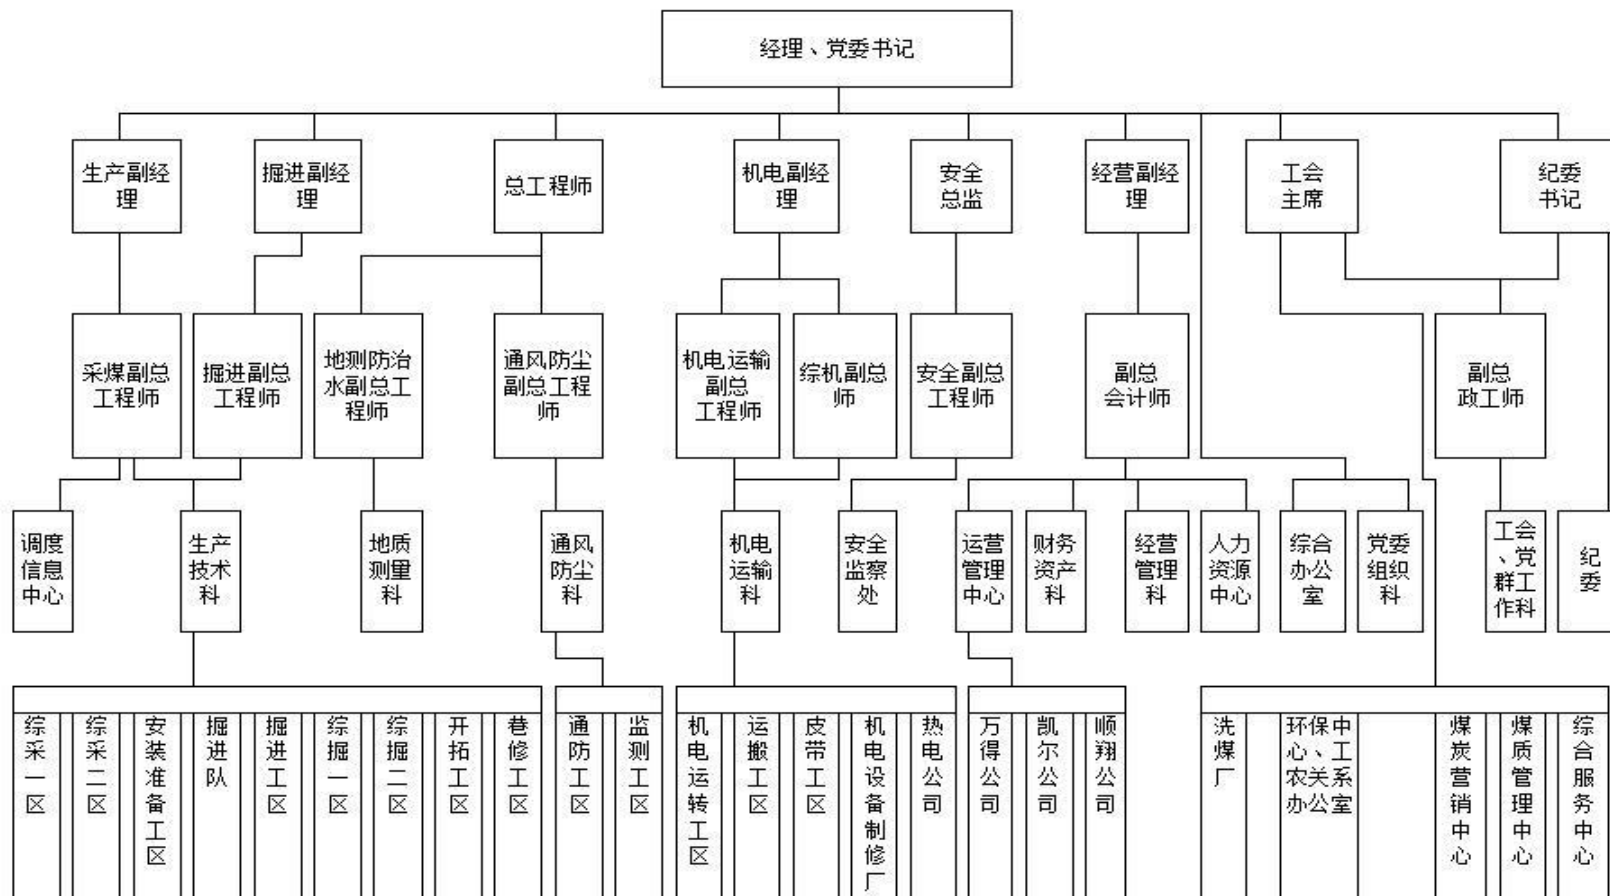 经理、党委书记
生产副经
理
掘进副经
理
总工程师
机电副经
理
安全
总监
经营副经
理
工会
主席
纪委
书记
采煤副总
工程师
掘进副总
工程师
地测防治
水副总工
程师
通风防尘
副总工程
师
机电运输
副总
工程师
综机副总
师
安全副总
工程师
副总
会计师
副总
政工师
调度
信息
中心
生产
技术
科
地质
测量
科
通风
防尘
科
机电
运输
科
安全
监察
处
运营
管理
中心
财务
资产
科
经营
管理
科
人力
资源
中心
综合
办公
室
党委
组织
科
工会
、党
群工
作科
纪
委
综采一区
综采二区
安装准备工区
掘进队
掘进工区
综掘一区
综掘二区
开拓工区
巷修工区
通防工区
监测工区
机电运转工区
运搬工区
皮带工区
机电设备制修厂
热电公司
万得公司
凯尔公司
顺翔公司
洗煤厂
环保中
心、工
农关系
办公室
煤炭营销中心
煤质管理中心
综合服务中心